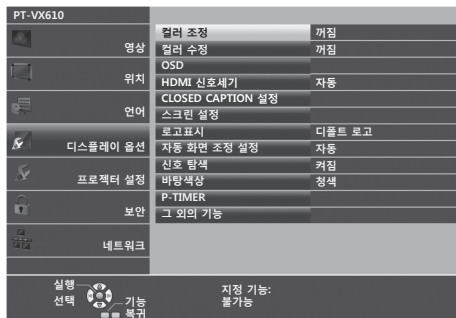 PT-VX610
영상
위치
언어
디스플레이 옵션
프로젝터 설정
보안
네트워크
컬러 조정 꺼짐
컬러 수정 꺼짐
OSD
HDMI 신호세기 자동
CLOSED CAPTION 설정
스크린 설정
로고표시 디폴트 로고
자동 화면 조정 설정 자동
신호 탐색 켜짐
바탕색상 청색
P-TIMER
그 외의 기능
실행
선택
기능
복귀
지정 기능:
불가능